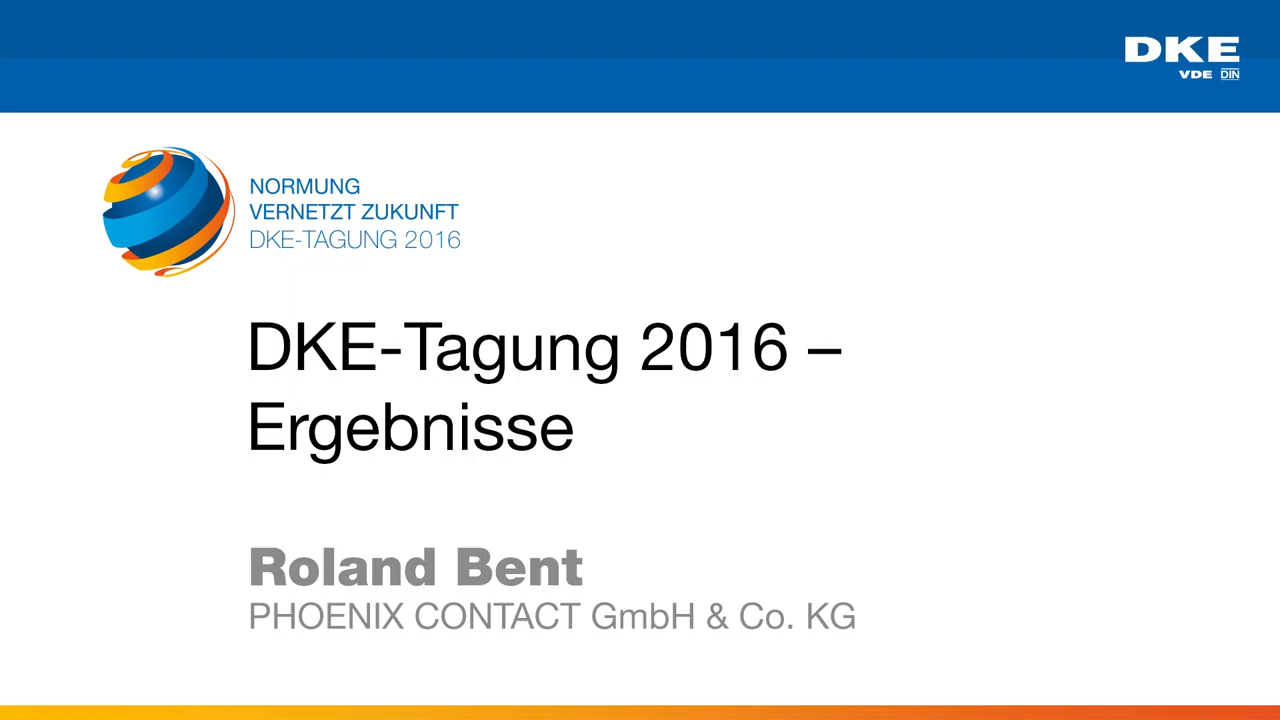 DKE
VDE DIN
NORMUNG
VERNETZT ZUKUNFT
DKE-TAGUNG 2016
DKE-Tagung 2016 –
Ergebnisse
Roland Bent
PHOENIX CONTACT GmbH & Co. KG